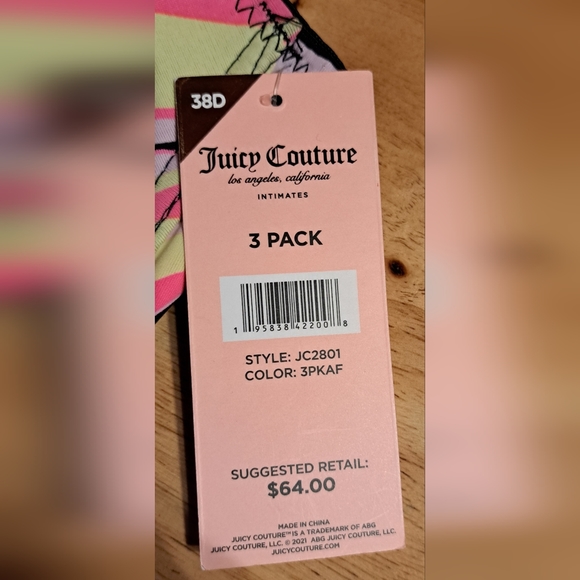 38D
Juicy Couture
los angeles, california
INTIMATES
3 PACK
1 95838 42200 8
STYLE: JC2801
COLOR: 3PKAF
SUGGESTED RETAIL:
$64.00
MADE IN CHINA
JUICY COUTURE™ IS A TRADEMARK OF ABG
JUICY COUTURE, LLC. © 2021 ABG JUICY COUTURE, LLC.
JUICYCOUTURE.COM